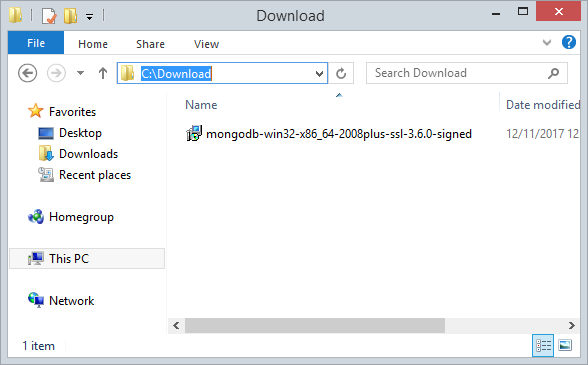 Download
File Home Share View
C:\Download
Search Download
Favorites
Desktop
Downloads
Recent places
Homegroup
This PC
Network
Name Date modified
mongodb-win32-x86_64-2008plus-ssl-3.6.0-signed 12/11/2017 12
1 item